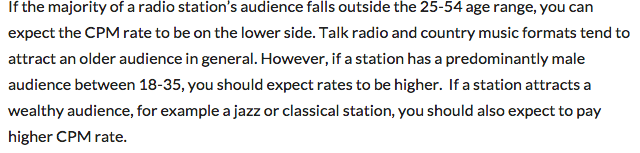 If the majority of a radio station's audience falls outside the 25-54 age range, you can
expect the CPM rate to be on the lower side. Talk radio and country music formats tend to
attract an older audience in general. However, if a station has a predominantly male
audience between 18-35, you should expect rates to be higher.  If a station attracts a
wealthy audience, for example a jazz or classical station, you should also expect to pay
higher CPM rate.